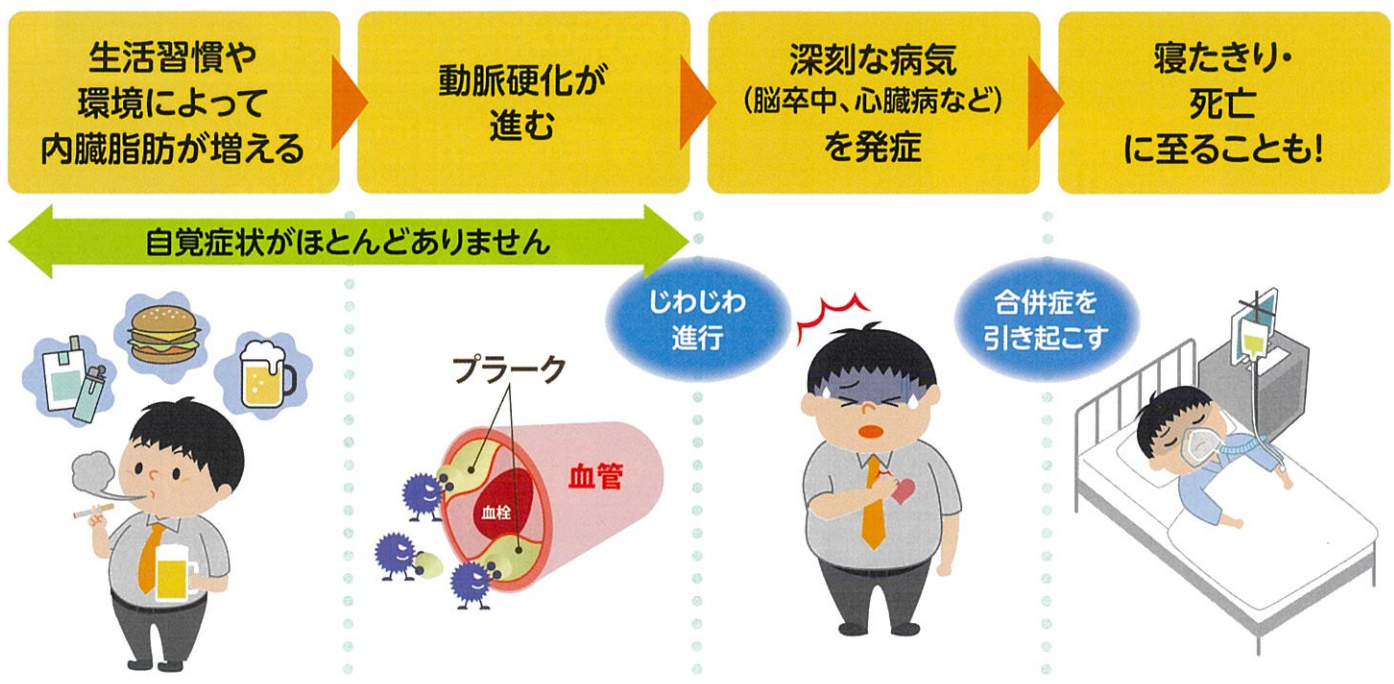 生活習慣や
環境によって
内臓脂肪が増える
動脈硬化が
進む
深刻な病気
(脳卒中、心臓病など)
を発症
寝たきり・
死亡
に至ることも!
自覚症状がほとんどありません
じわじわ
進行
合併症を
引き起こす
プラーク
血管
血栓